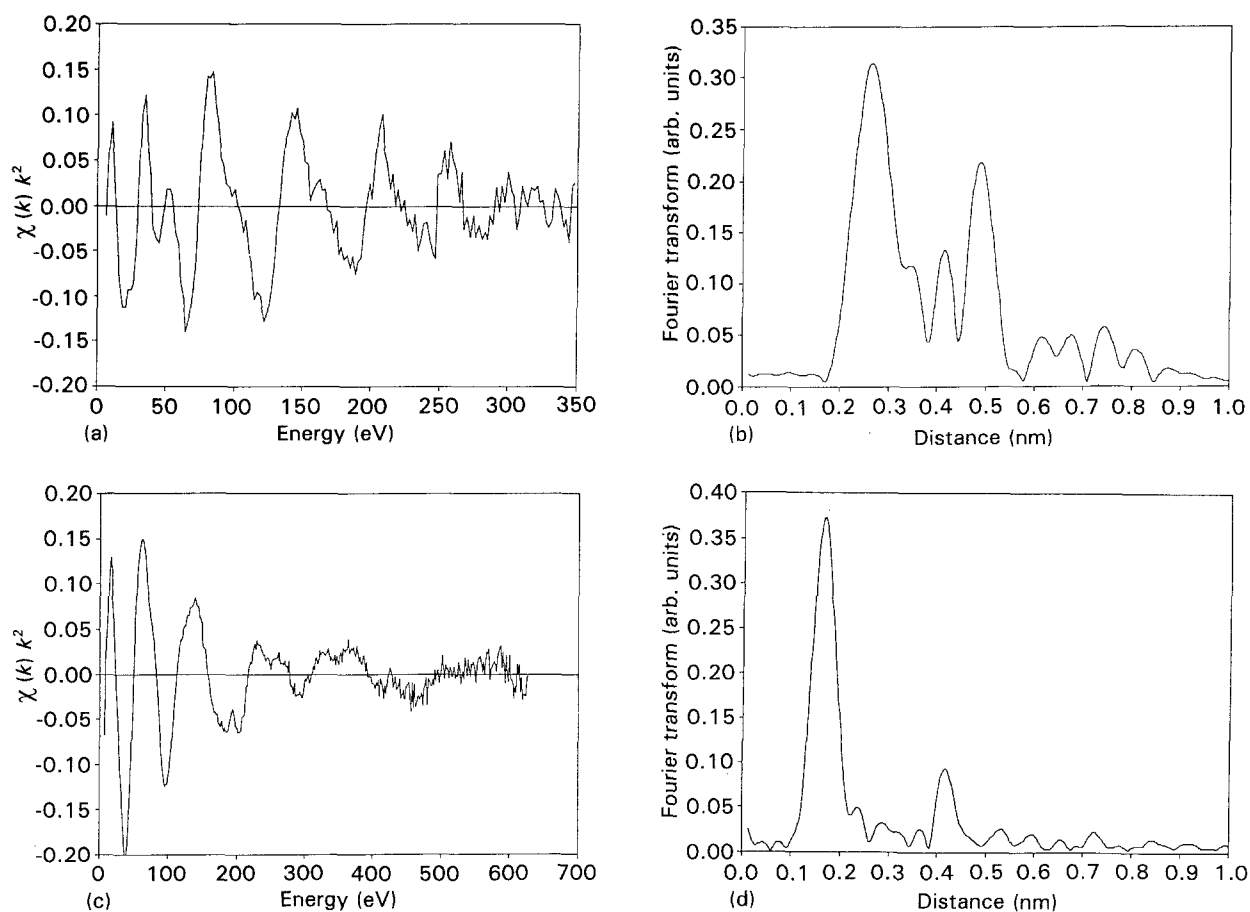 0.20
0.15
0.10
0.05
0.00
-0.05
-0.10
-0.15
-0.20
χ (k) k²
0 50 100 150 200 250 300 350
(a) Energy (eV)
0.35
0.30
0.35
0.20
0.15
0.10
0.05
0.00
Fourier transform (arb. units)
0.0 0.1 0.2 0.3 0.4 0.5 0.6 0.7 0.8 0.9 1.0
(b) Distance (nm)
0.20
0.15
0.10
0.05
0.00
-0.05
-0.10
-0.15
-0.20
χ (k) k²
0 100 200 300 400 500 600 700
(c) Energy (eV)
0.40
0.35
0.30
0.25
0.20
0.15
0.10
0.05
0.00
Fourier transform (arb. units)
0.0 0.1 0.2 0.3 0.4 0.5 0.6 0.7 0.8 0.9 1.0
(d) Distance (nm)